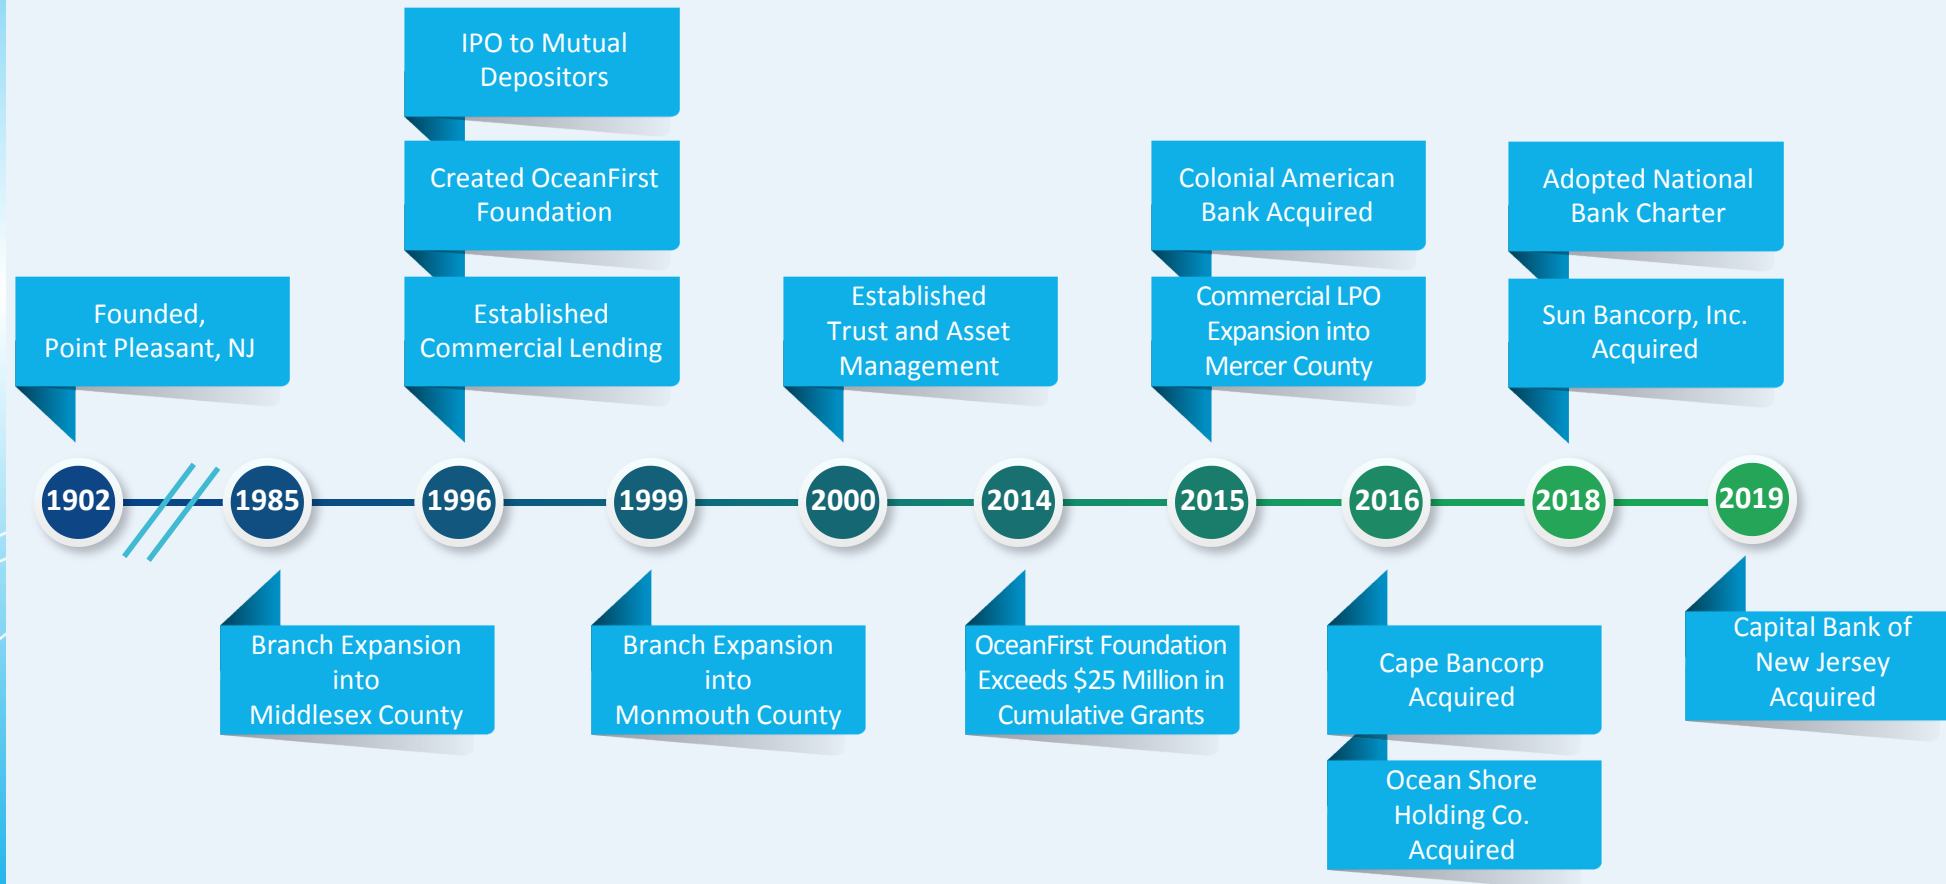 IPO to Mutual
Depositors
Created OceanFirst
Foundation
Established
Commercial Lending
Founded,
Point Pleasant, NJ
Established
Trust and Asset
Management
Colonial American
Bank Acquired
Commercial LPO
Expansion into
Mercer County
Adopted National
Bank Charter
Sun Bancorp, Inc.
Acquired
1902
1985
1996
1999
2000
2014
2015
2016
2018
2019
Branch Expansion
into
Middlesex County
Branch Expansion
into
Monmouth County
OceanFirst Foundation
Exceeds $25 Million in
Cumulative Grants
Cape Bancorp
Acquired
Ocean Shore
Holding Co.
Acquired
Capital Bank of
New Jersey
Acquired